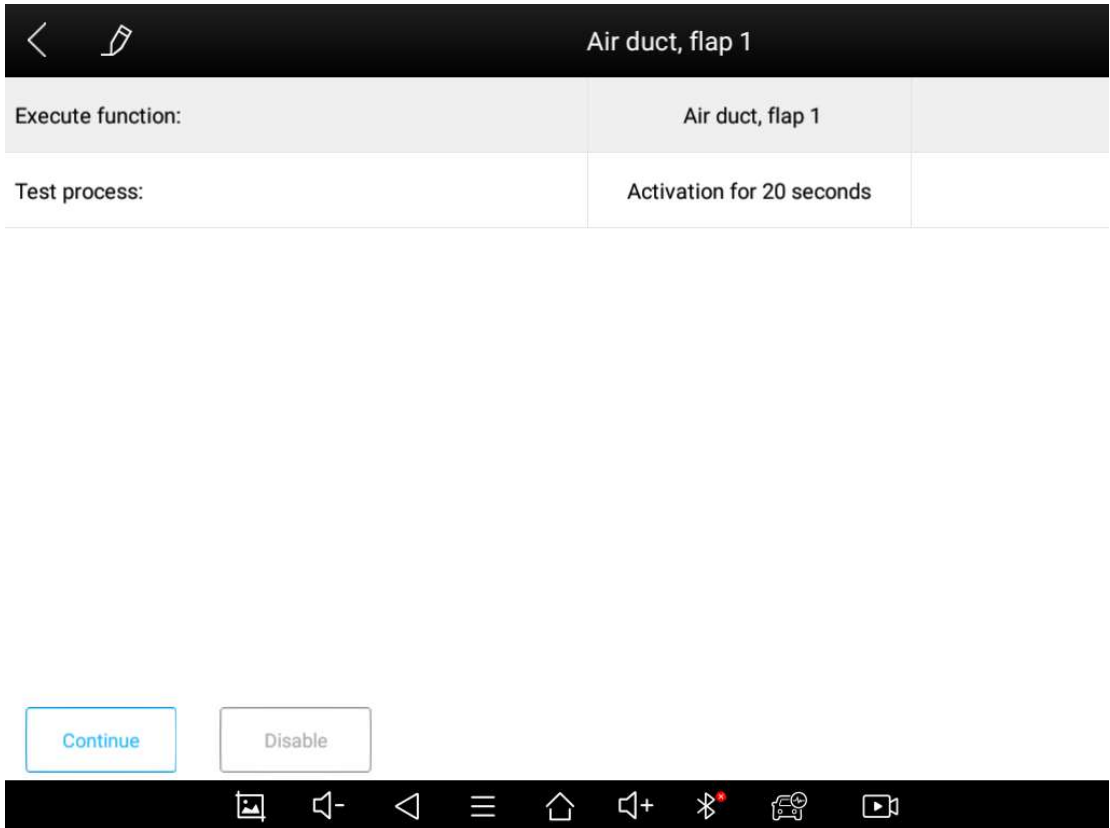 Air duct, flap 1
Execute function: Air duct, flap 1
Test process: Activation for 20 seconds
Continue Disable